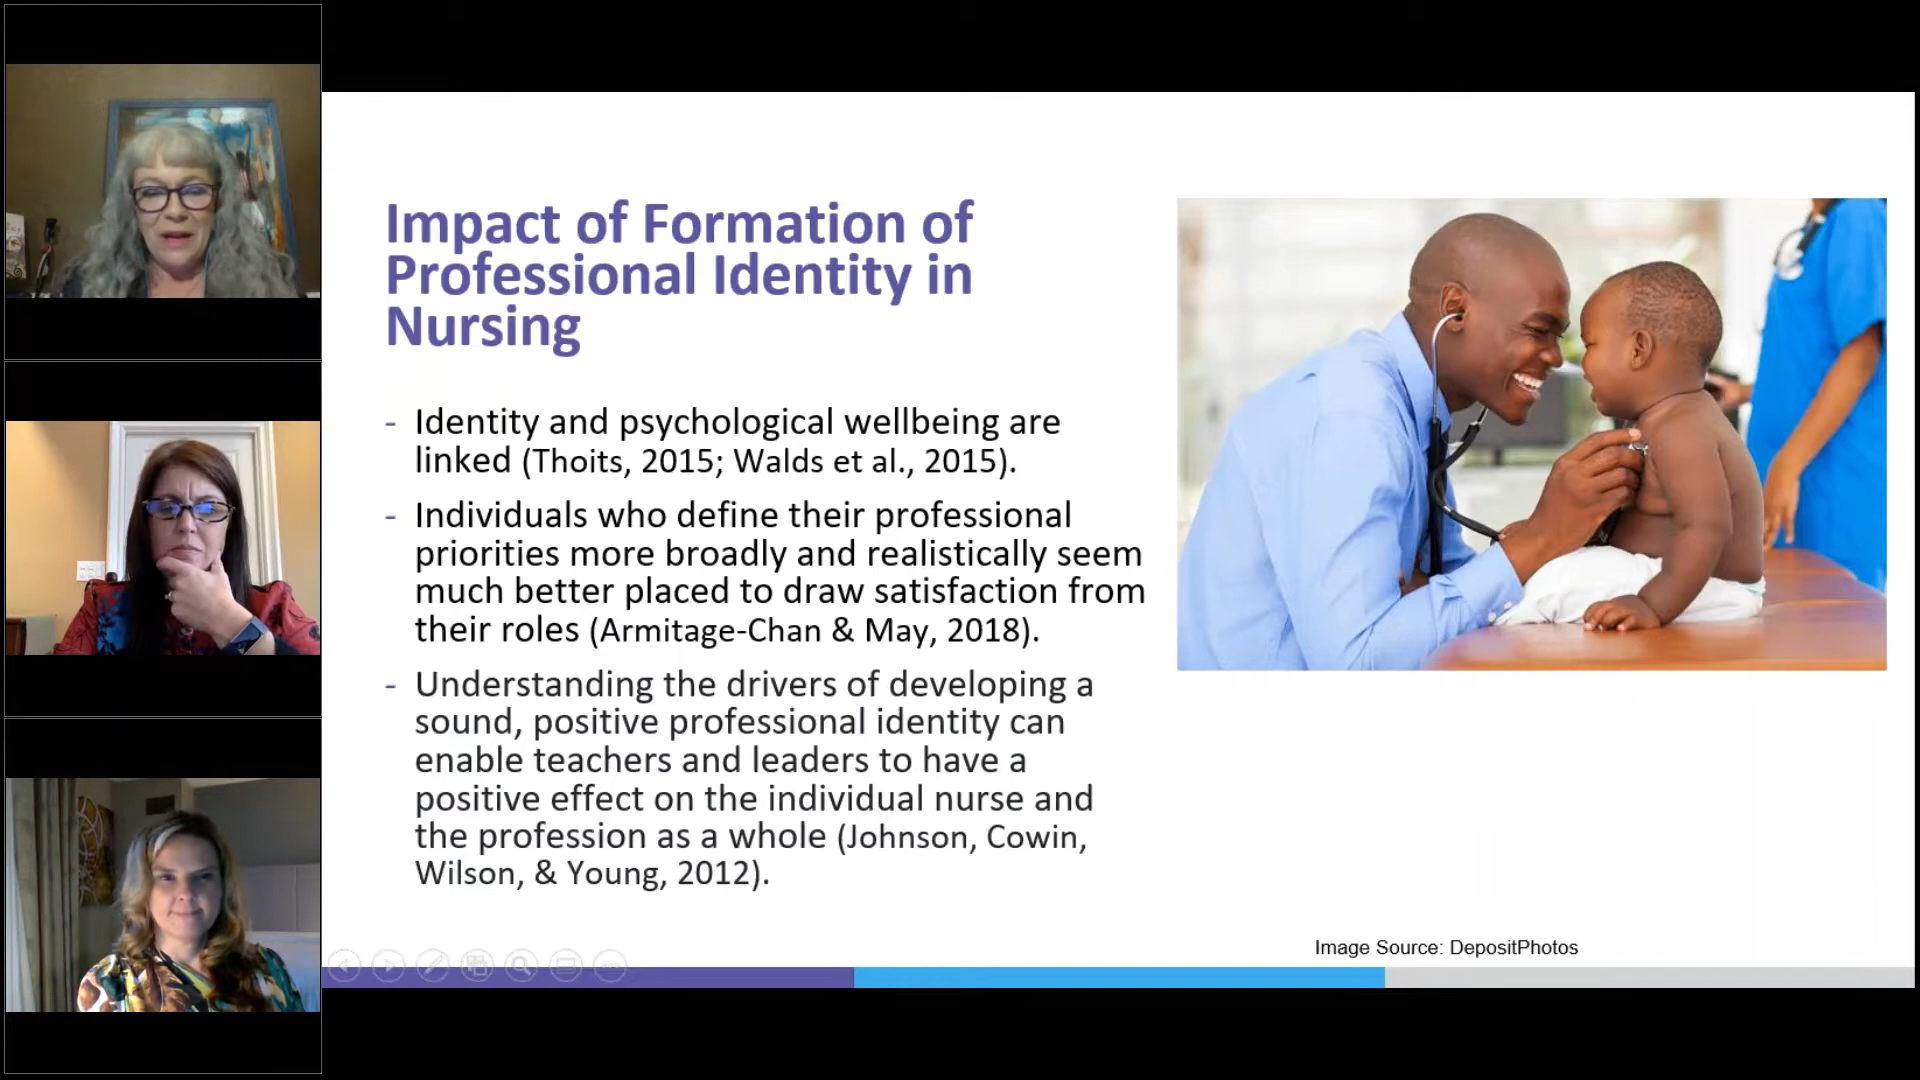 Impact of Formation of
Professional Identity in
Nursing
- Identity and psychological wellbeing are
linked (Thoits, 2015; Walds et al., 2015).
- Individuals who define their professional
priorities more broadly and realistically seem
much better placed to draw satisfaction from
their roles (Armitage-Chan & May, 2018).
- Understanding the drivers of developing a
sound, positive professional identity can
enable teachers and leaders to have a
positive effect on the individual nurse and
the profession as a whole (Johnson, Cowin,
Wilson, & Young, 2012).
Image Source: DepositPhotos